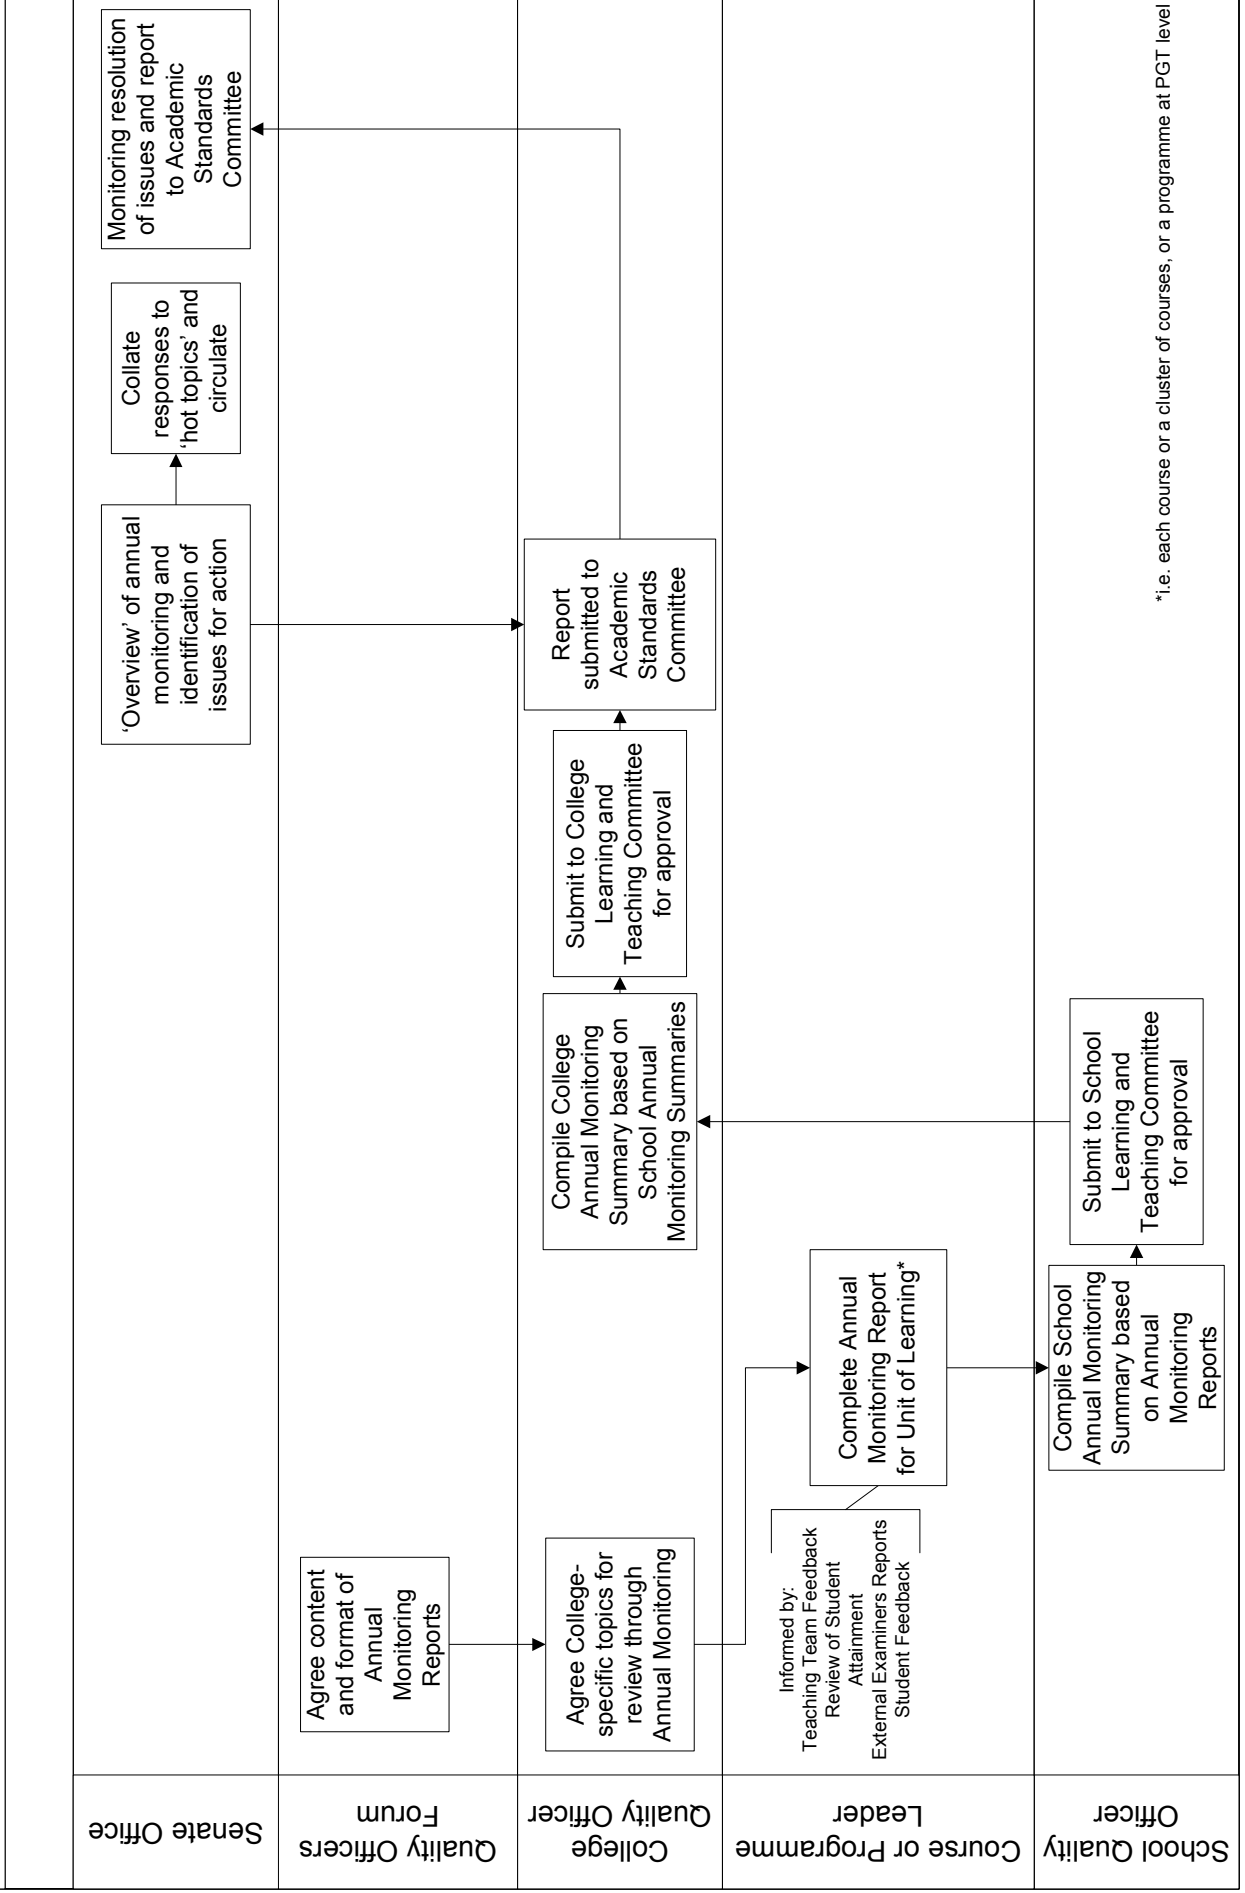 Senate Office
Quality Officers
Forum
College
Quality Officer
Course or Programme
Leader
School Quality
Officer
'Overview' of annual
monitoring and
identification of
issues for action
Collate
responses to
'hot topics' and
circulate
Monitoring resolution
of issues and report
to Academic
Standards
Committee
Agree content
and format of
Annual
Monitoring
Reports
Agree College-
specific topics for
review through
Annual Monitoring
Compile College
Annual Monitoring
Summary based on
School Annual
Monitoring Summaries
Submit to College
Learning and
Teaching Committee
for approval
Report
submitted to
Academic
Standards
Committee
Informed by:
Teaching Team Feedback
Review of Student
Attainment
External Examiners Reports
Student Feedback
Complete Annual
Monitoring Report
for Unit of Learning*
Compile School
Annual Monitoring
Summary based
on Annual
Monitoring
Reports
Submit to School
Learning and
Teaching Committee
for approval
*i.e. each course or a cluster of courses, or a programme at PGT level